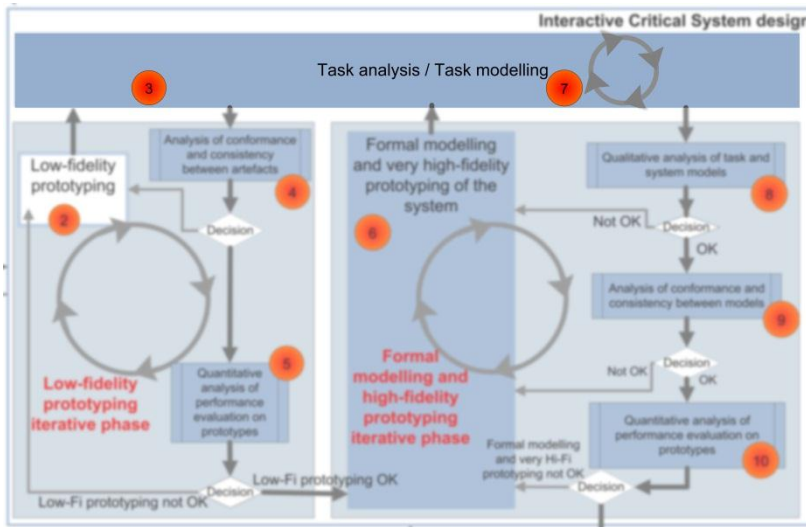 Interactive Critical System design
3
Task analysis / Task modelling
7
Low-fidelity
prototyping
2
Analysis of conformance
and consistency
between artefacts
4
Decision
5
Quantitative
analysis of
performance
evaluation on
prototypes
Low-fidelity
prototyping
iterative phase
Low-Fi prototyping not OK
Decision
Low-Fi prototyping OK
Formal modelling
and very high-fidelity
prototyping of the
system
6
Formal
modelling and
high-fidelity
prototyping
iterative phase
Qualitative analysis of task and
system models
8
Not OK
Decision
OK
Analysis of conformance and
consistency between models
9
Decision
Not OK
OK
Quantitative analysis of
performance evaluation on
prototypes
10
Formal modelling
and very Hi-Fi
prototyping not OK
Decision